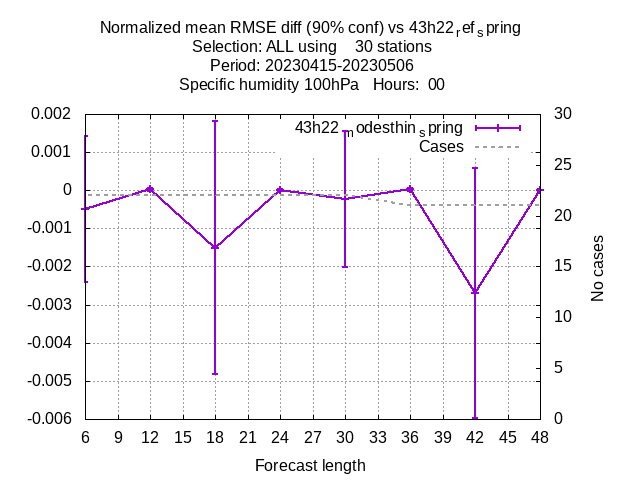 Normalized mean RMSE diff (90% conf) vs 43h22refspring
Selection: ALL using    30 stations
Period: 20230415-20230506
Specific humidity 100hPa   Hours:  00
43h22modesthinspring
Cases
0.002
0.001
0
-0.001
-0.002
-0.003
-0.004
-0.005
-0.006
30
25
20
15
10
5
0
No cases
6 9 12 15 18 21 24 27 30 33 36 39 42 45 48
Forecast length